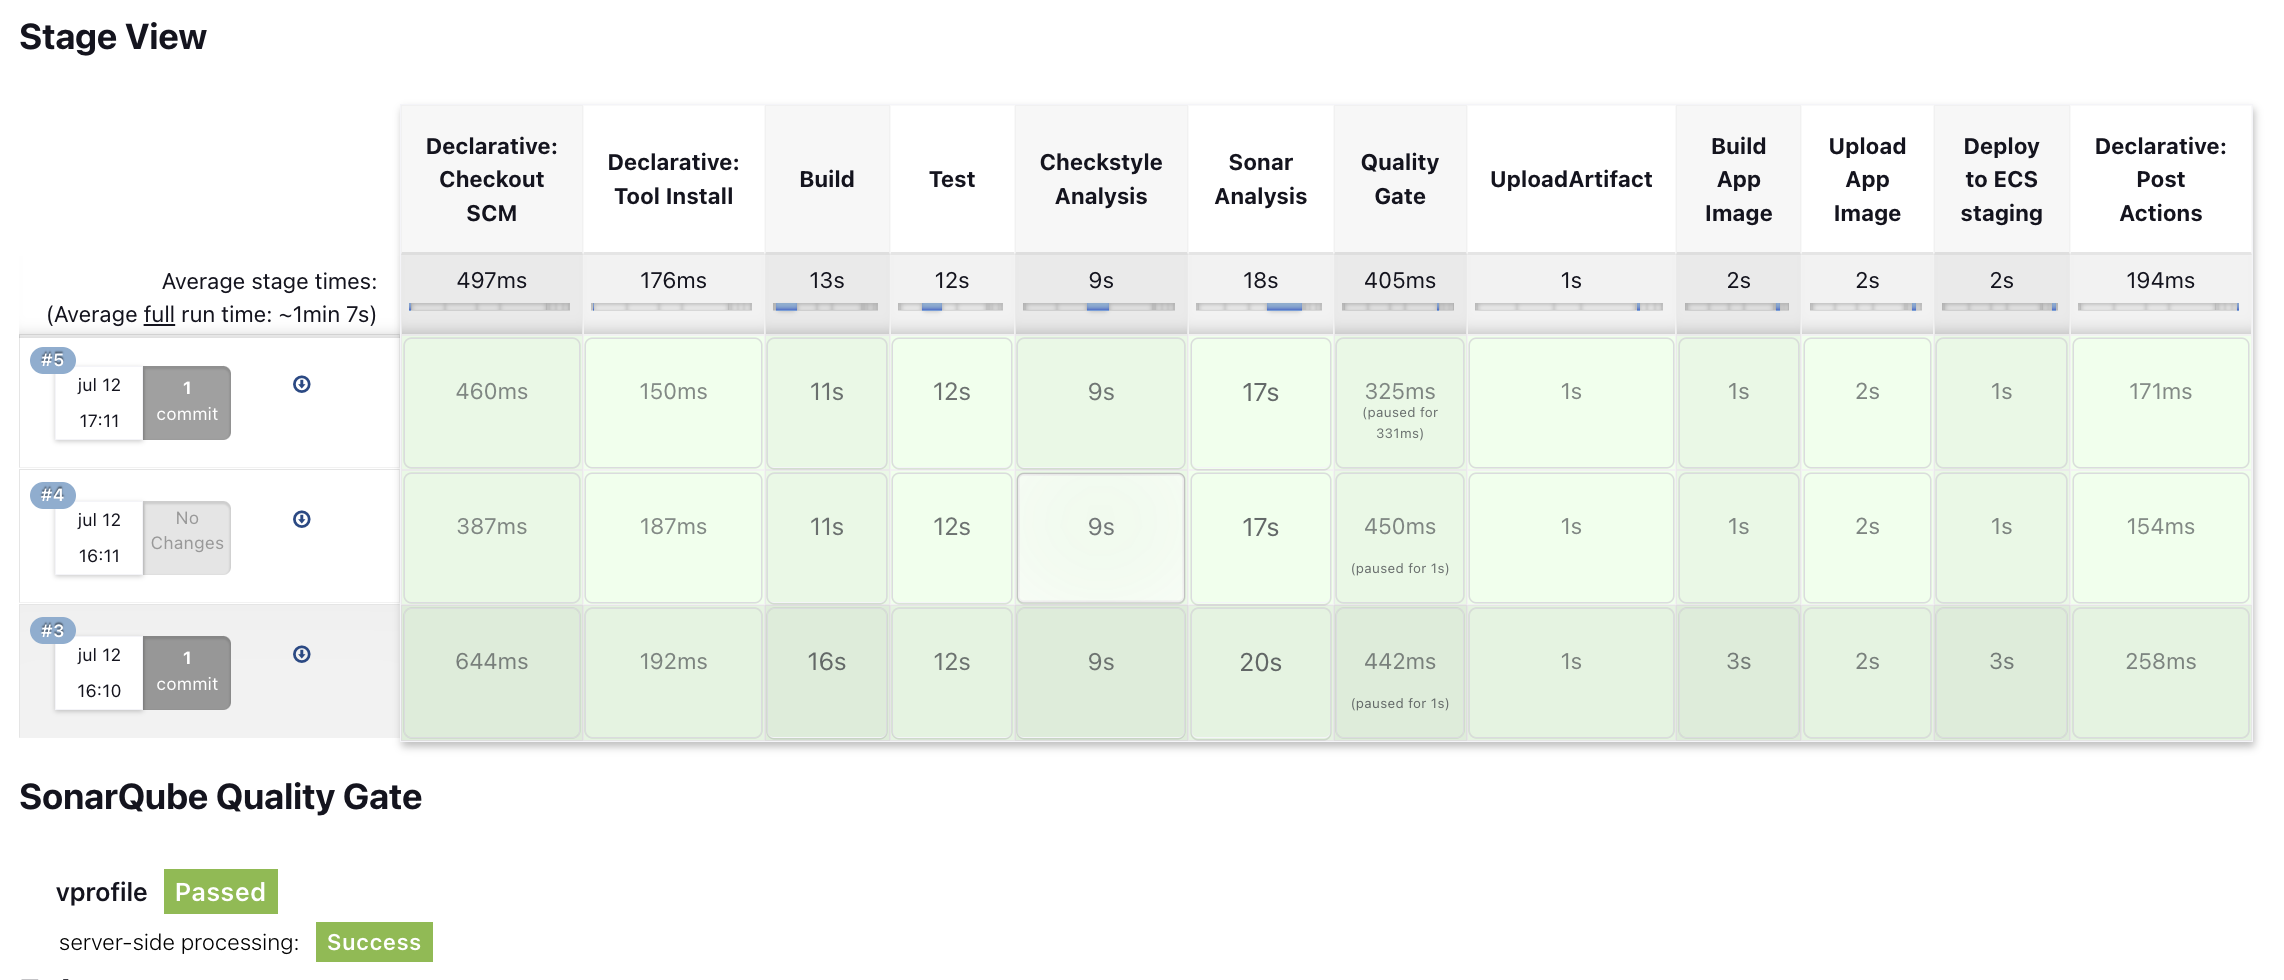 Stage View
Declarative: Checkout SCM
Declarative: Tool Install
Build
Test
Checkstyle Analysis
Sonar Analysis
Quality Gate
UploadArtifact
Build App Image
Upload App Image
Deploy to ECS staging
Declarative: Post Actions
Average stage times:
(Average full run time: ~1min 7s)
497ms
176ms
13s
12s
9s
18s
405ms
1s
2s
2s
2s
194ms
#5
jul 12
17:11
1
commit
460ms
150ms
11s
12s
9s
17s
325ms
(paused for
331ms)
1s
1s
2s
1s
171ms
#4
jul 12
16:11
No
Changes
387ms
187ms
11s
12s
9s
17s
450ms
(paused for 1s)
1s
1s
2s
1s
154ms
#3
jul 12
16:10
1
commit
644ms
192ms
16s
12s
9s
20s
442ms
(paused for 1s)
1s
3s
2s
3s
258ms
SonarQube Quality Gate
vprofile Passed
server-side processing: Success